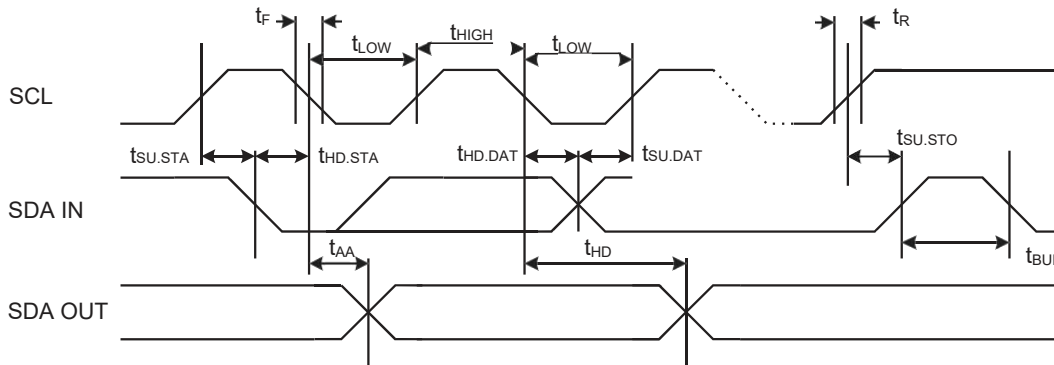 tF
tR
tLOW
tHIGH
tLOW
SCL
tSU.STA
tHD.STA
tHD.DAT
tSU.DAT
tSU.STO
SDA IN
tAA
tHD
tBUF
SDA OUT